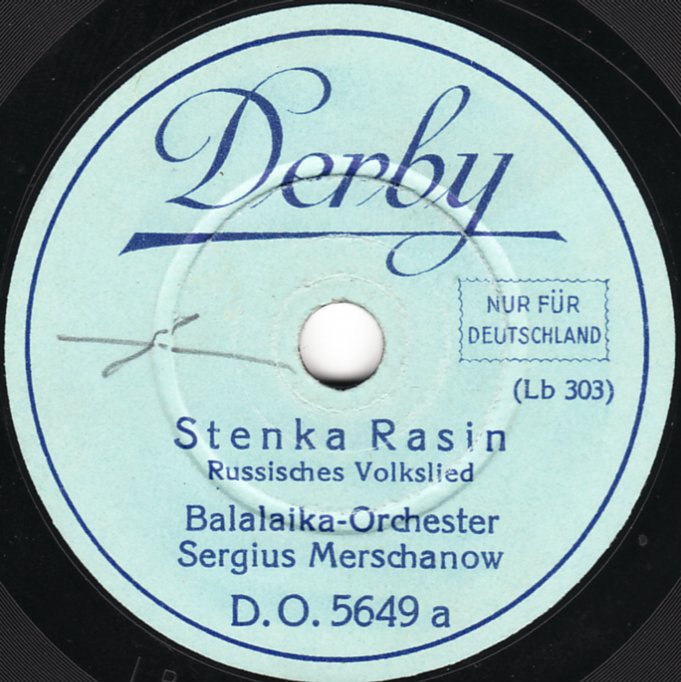 Derby
NUR FÜR
DEUTSCHLAND
(Lb 303)
Stenka Rasin
Russisches Volkslied
Balalaika-Orchester
Sergius Merschanow
D.O. 5649 a